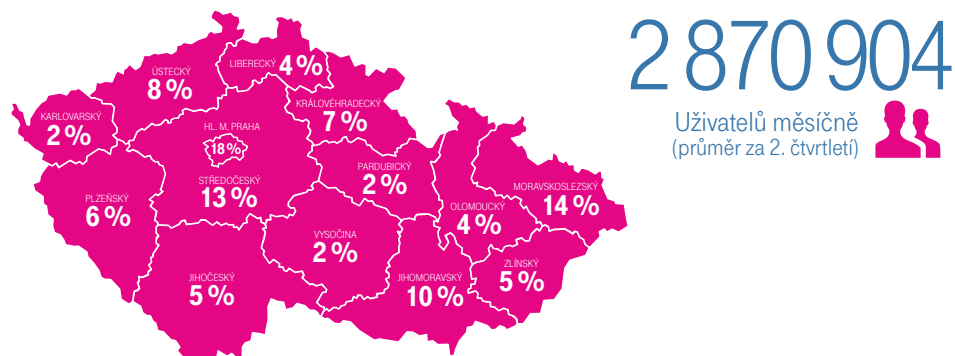 2 870 904
Uživatelů měsíčně
(průměr za 2. čtvrtletí)
LIBERECKÝ
4 %
ÚSTECKÝ
8 %
KARLOVARSKÝ
2 %
KRÁLOVÉHRADECKÝ
7 %
HL. M. PRAHA
18 %
STŘEDOČESKÝ
13 %
PARDUBICKÝ
2 %
PLZEŇSKÝ
6 %
MORAVSKOSLEZSKÝ
14 %
OLOMOUCKÝ
4 %
VYSOČINA
2 %
ZLÍNSKÝ
5 %
JIHOČESKÝ
5 %
JIHOMORAVSKÝ
10 %